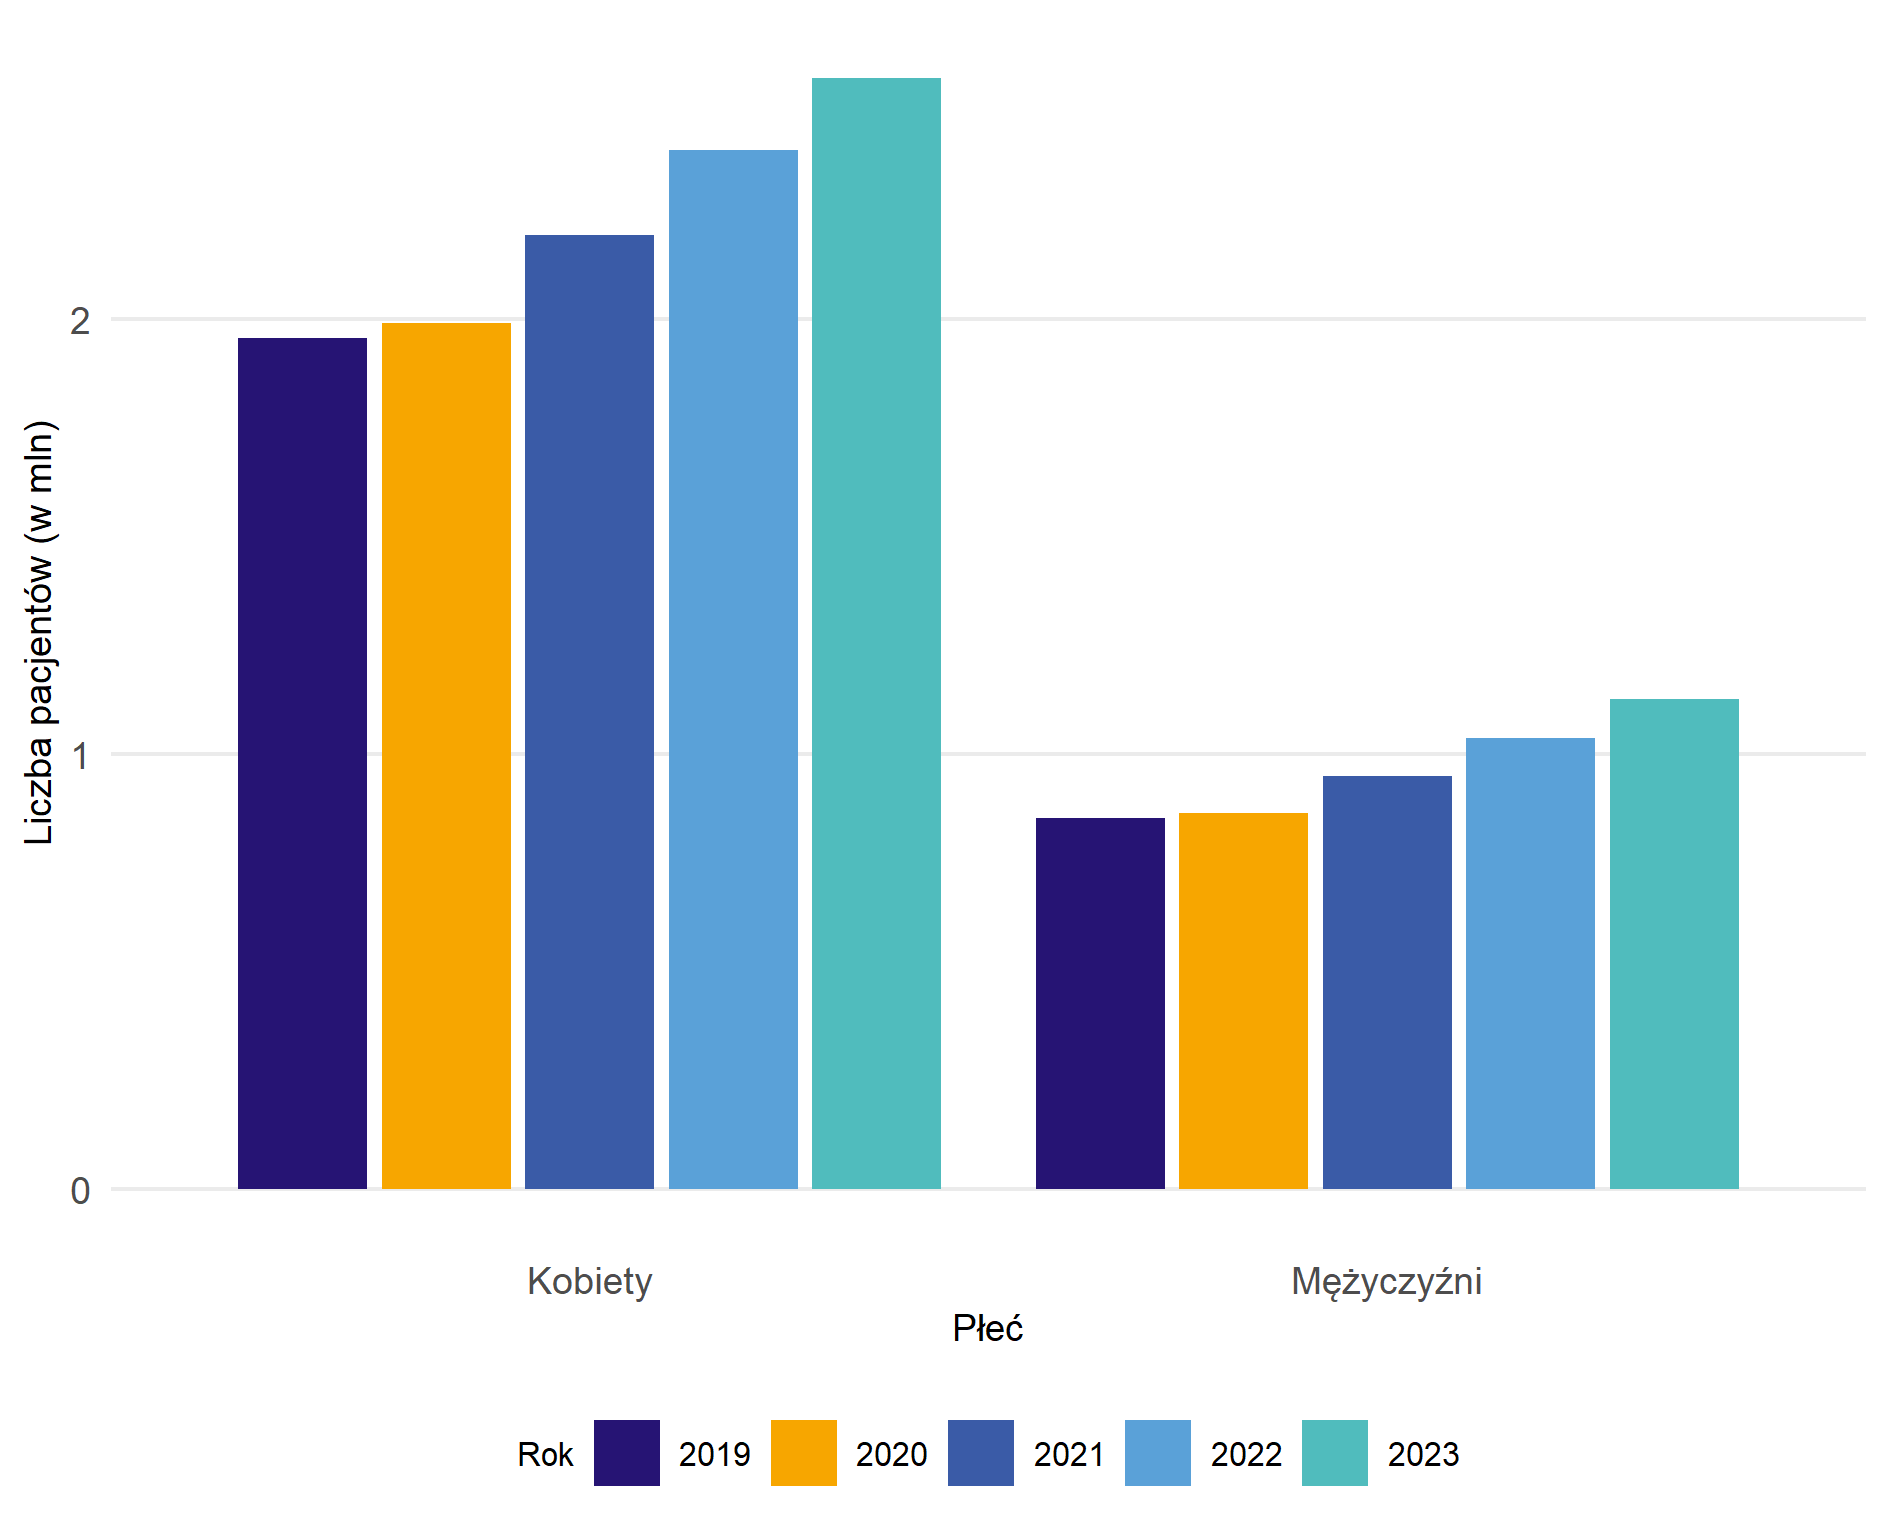 Liczba pacjentów (w mln)
2
1
0
Kobiety Mężyczyźni
Płeć
Rok 2019 2020 2021 2022 2023